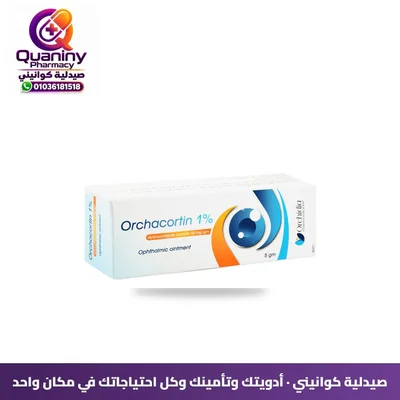 Quaniny
Pharmacy
صيدلية كوانيني
01036181518
Orchacortin 1%
Ophthalmic ointment
5 gm
Orchidia
صيدلية كوانيني · أدويتك وتأمينك وكل احتياجاتك في مكان واحد